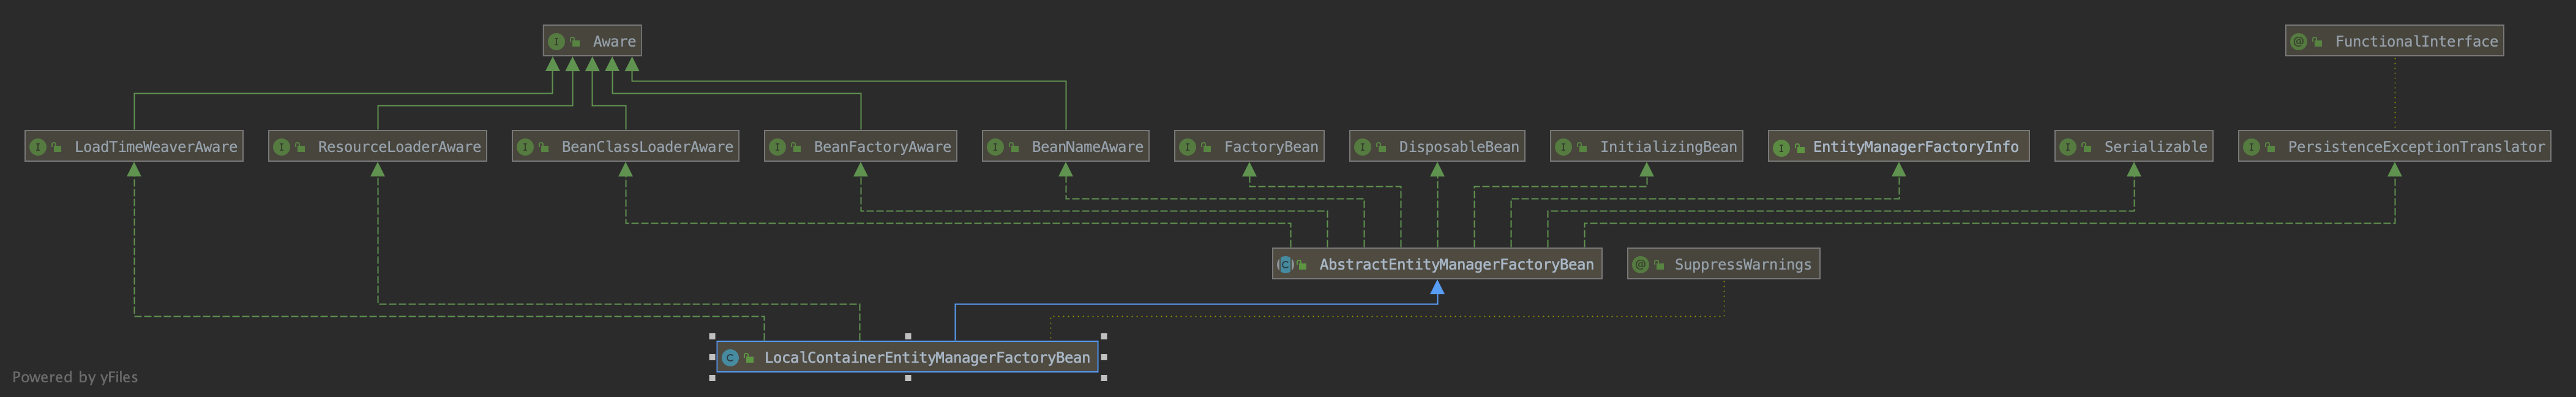 Aware
FunctionalInterface
LoadTimeWeaverAware
ResourceLoaderAware
BeanClassLoaderAware
BeanFactoryAware
BeanNameAware
FactoryBean
DisposableBean
InitializingBean
EntityManagerFactoryInfo
Serializable
PersistenceExceptionTranslator
AbstractEntityManagerFactoryBean
SuppressWarnings
LocalContainerEntityManagerFactoryBean
Powered by yFiles